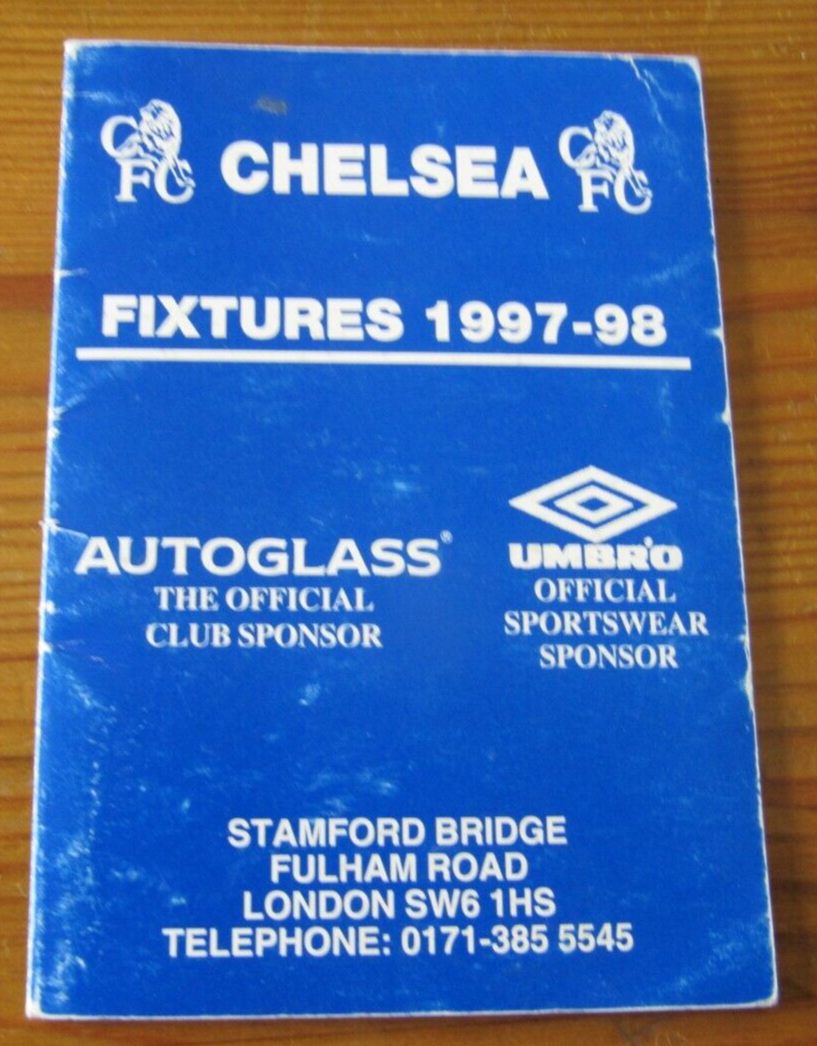 CFC CHELSEA CFC
FIXTURES 1997-98
AUTOGLASS®
THE OFFICIAL
CLUB SPONSOR
UMBRO
OFFICIAL
SPORTSWEAR
SPONSOR
STAMFORD BRIDGE
FULHAM ROAD
LONDON SW6 1HS
TELEPHONE: 0171-385 5545